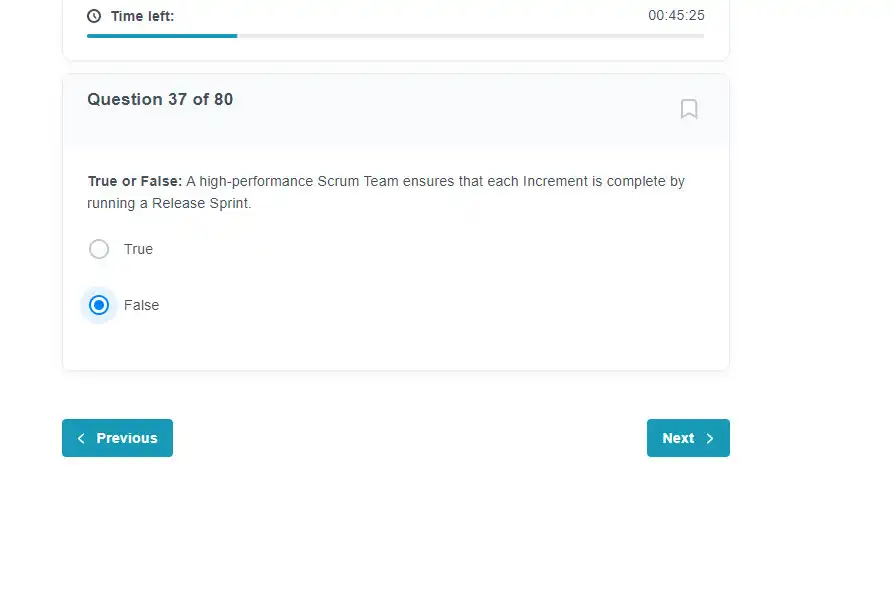 Time left: 00:45:25
Question 37 of 80
True or False: A high-performance Scrum Team ensures that each Increment is complete by
running a Release Sprint.
True
False
Previous
Next